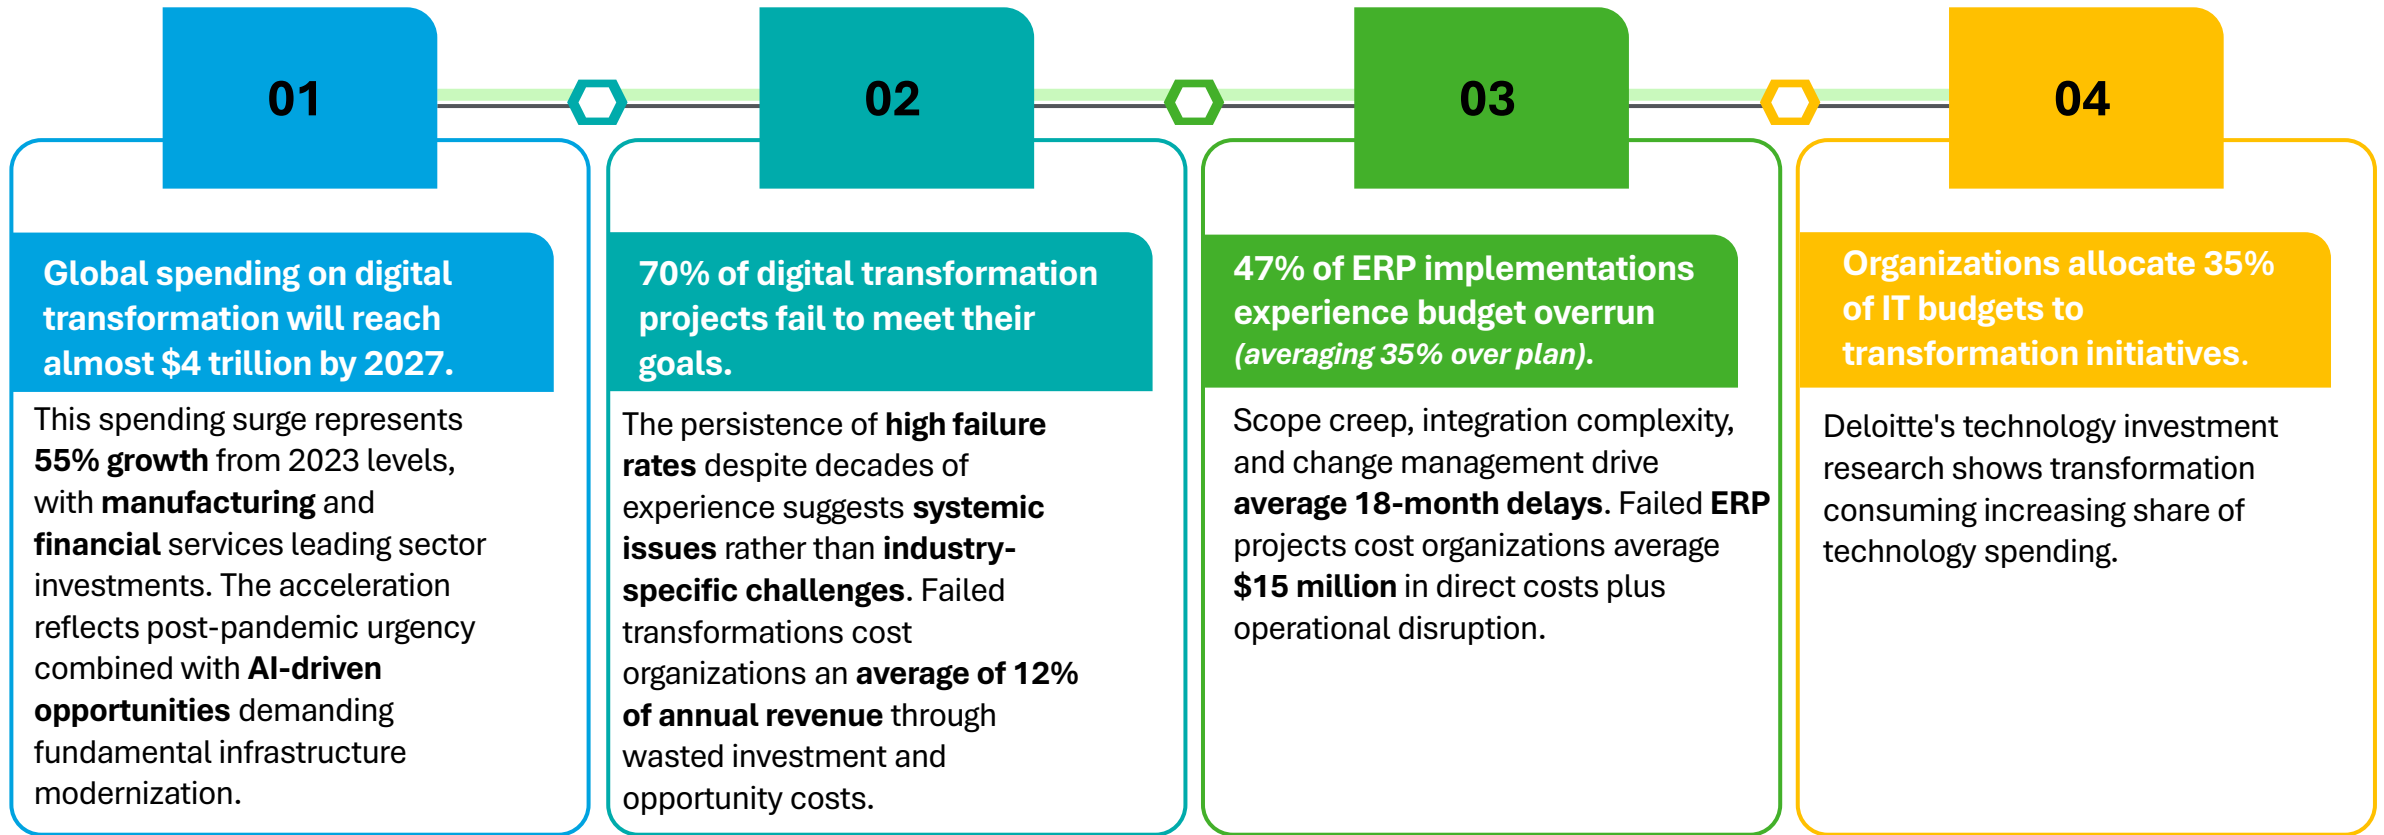 01
Global spending on digital
transformation will reach
almost $4 trillion by 2027.
This spending surge represents
55% growth from 2023 levels,
with manufacturing and
financial services leading sector
investments. The acceleration
reflects post-pandemic urgency
combined with AI-driven
opportunities demanding
fundamental infrastructure
modernization.
02
70% of digital transformation
projects fail to meet their
goals.
The persistence of high failure
rates despite decades of
experience suggests systemic
issues rather than industry-
specific challenges. Failed
transformations cost
organizations an average of 12%
of annual revenue through
wasted investment and
opportunity costs.
03
47% of ERP implementations
experience budget overrun
(averaging 35% over plan).
Scope creep, integration complexity,
and change management drive
average 18-month delays. Failed ERP
projects cost organizations average
$15 million in direct costs plus
operational disruption.
04
Organizations allocate 35%
of IT budgets to
transformation initiatives.
Deloitte's technology investment
research shows transformation
consuming increasing share of
technology spending.